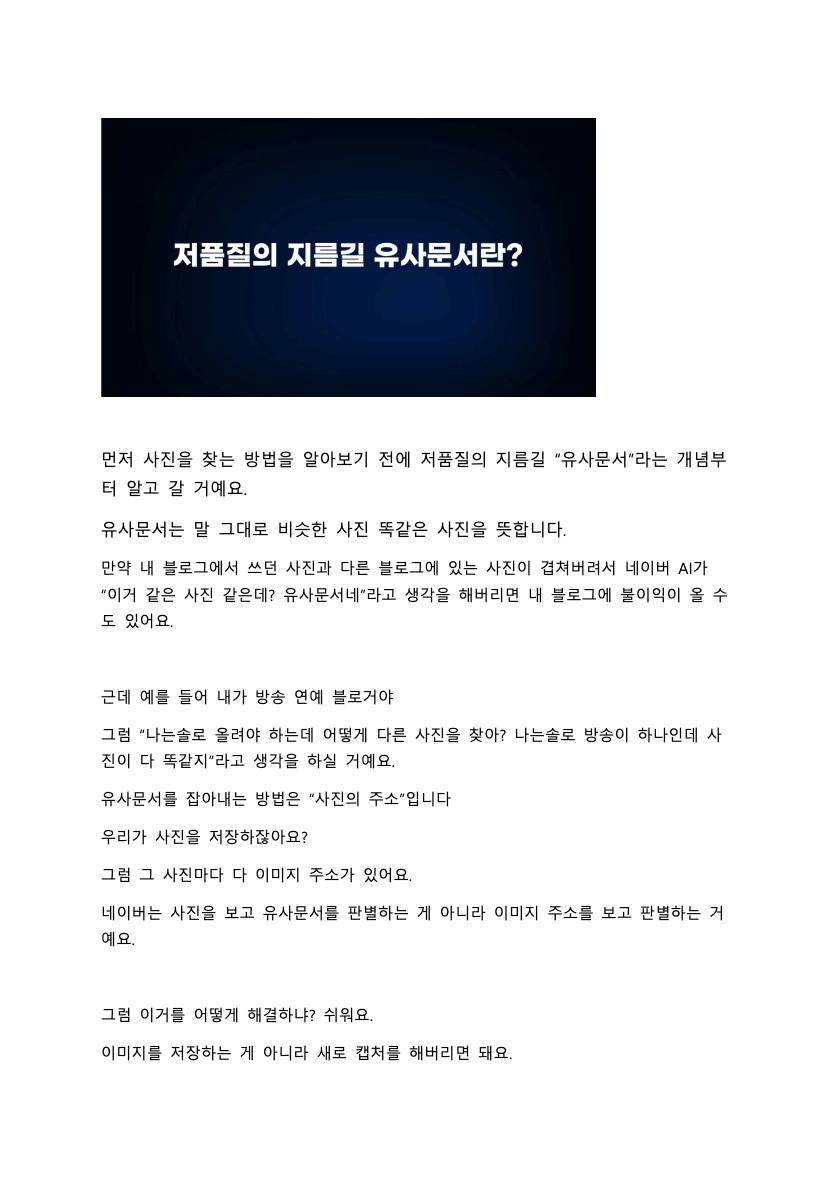 저품질의 지름길 유사문서란?
먼저 사진을 찾는 방법을 알아보기 전에 저품질의 지름길 “유사문서”라는 개념부
터 알고 갈 거예요.
유사문서는 말 그대로 비슷한 사진 똑같은 사진을 뜻합니다.
만약 내 블로그에서 쓰던 사진과 다른 블로그에 있는 사진이 겹쳐버려서 네이버 AI가
“이거 같은 사진 같은데? 유사문서네”라고 생각을 해버리면 내 블로그에 불이익이 올 수
도 있어요.
근데 예를 들어 내가 방송 연예 블로거야
그럼 “나는솔로 올려야 하는데 어떻게 다른 사진을 찾아? 나는솔로 방송이 하나인데 사
진이 다 똑같지”라고 생각을 하실 거예요.
유사문서를 잡아내는 방법은 “사진의 주소”입니다
우리가 사진을 저장하잖아요?
그럼 그 사진마다 다 이미지 주소가 있어요.
네이버는 사진을 보고 유사문서를 판별하는 게 아니라 이미지 주소를 보고 판별하는 거
예요.
그럼 이거를 어떻게 해결하냐? 쉬워요.
이미지를 저장하는 게 아니라 새로 캡처를 해버리면 돼요.